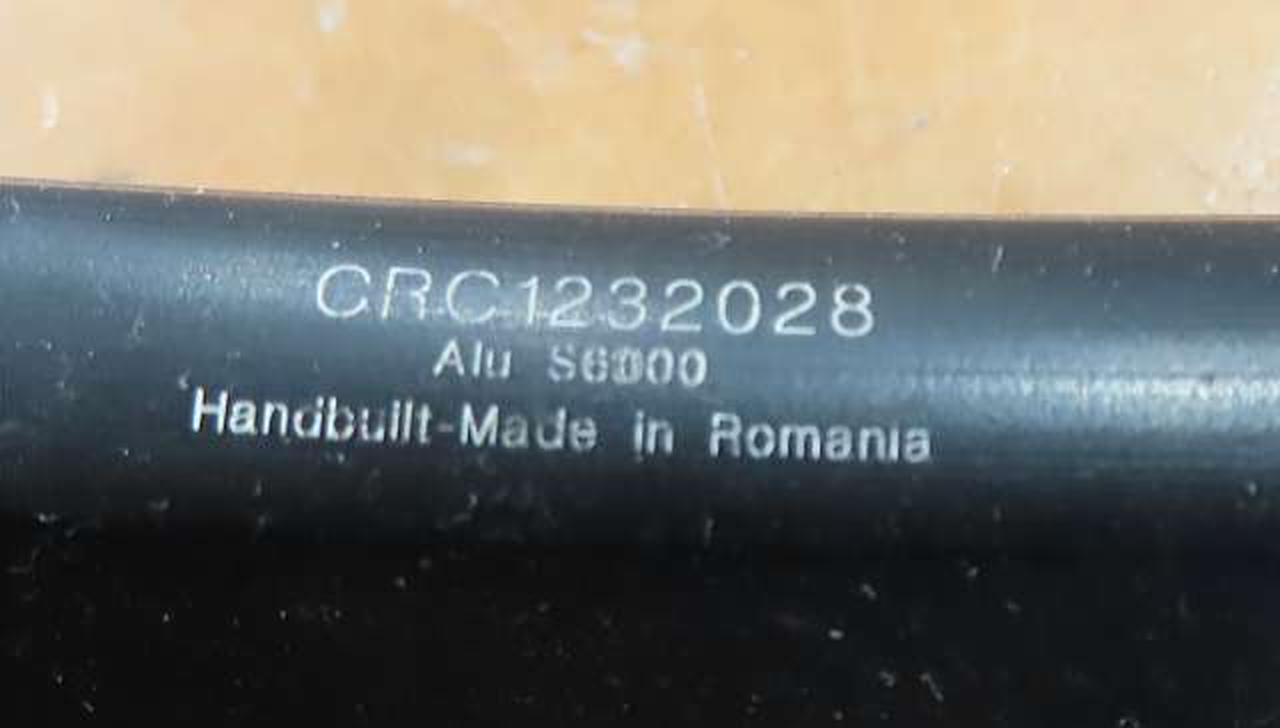 CRC1232028
Alu S6000
Handbuilt-Made in Romania